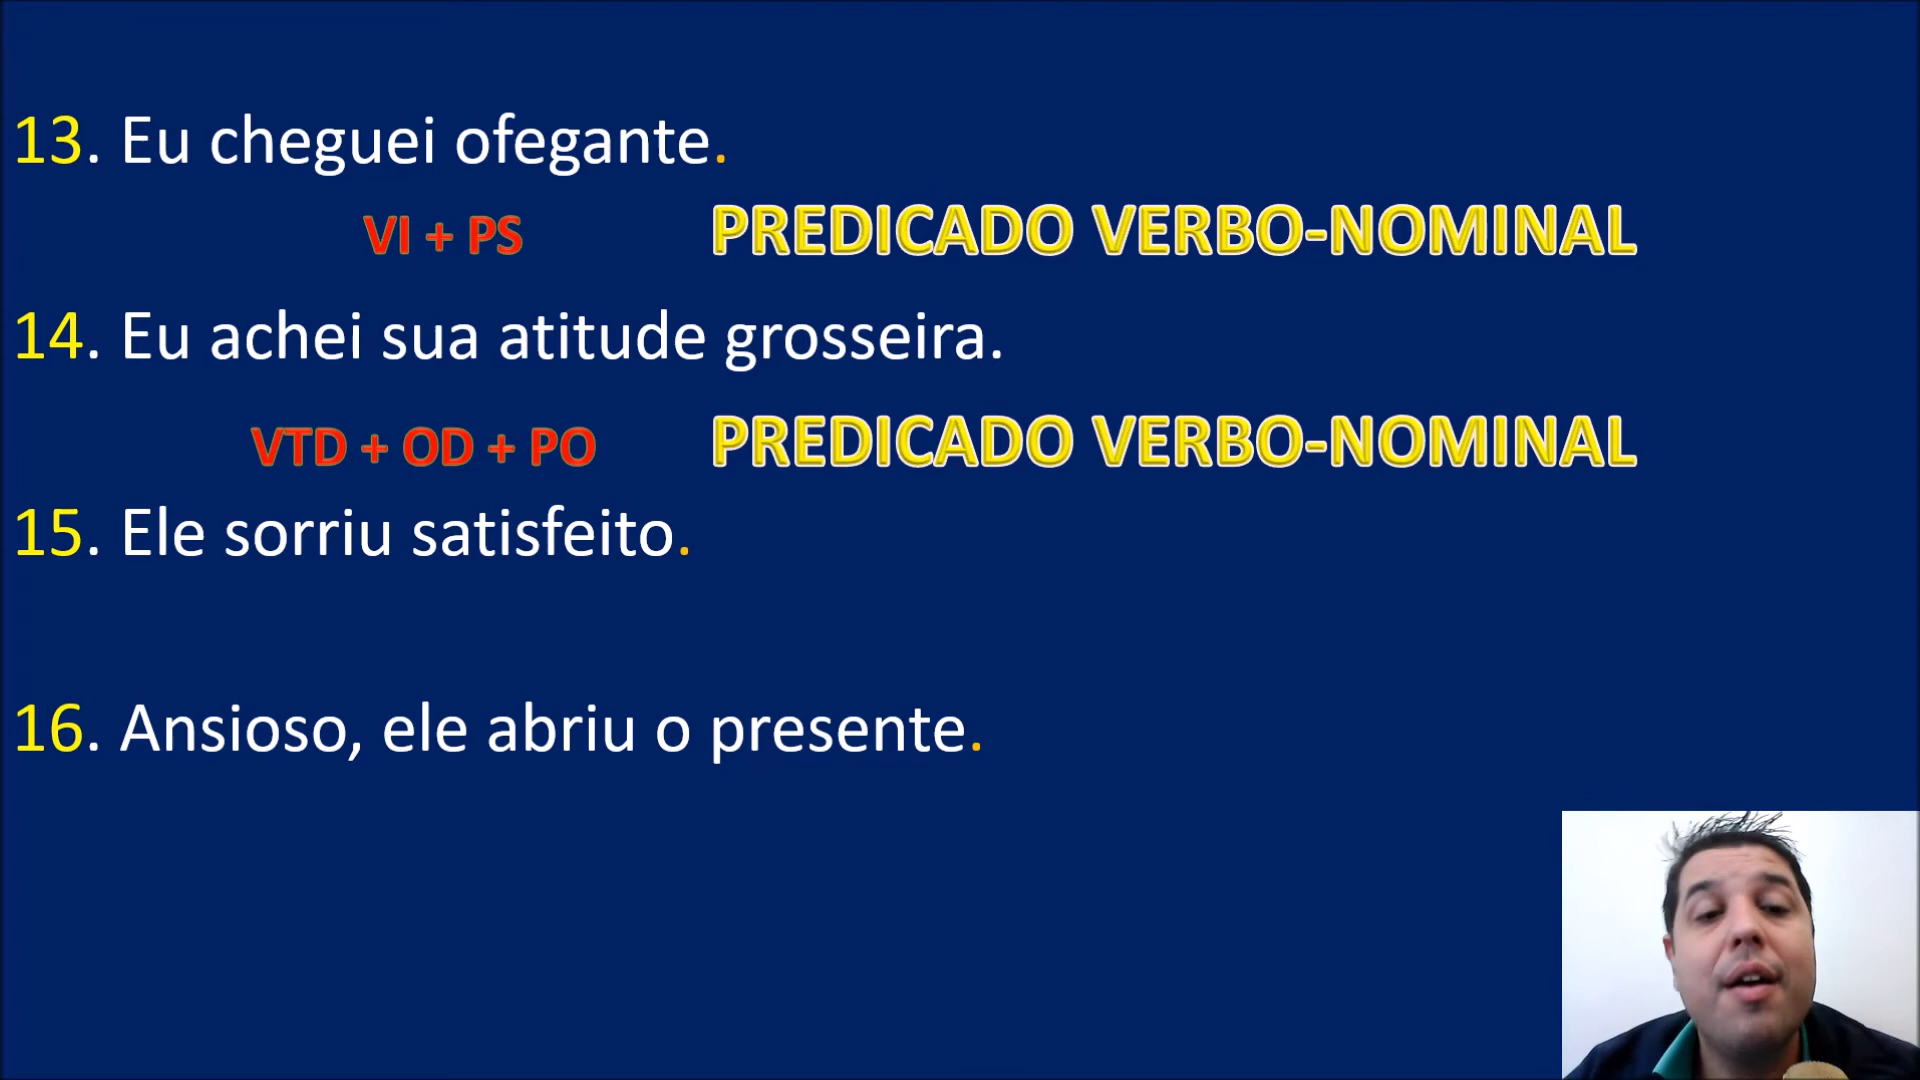 13. Eu cheguei ofegante.
VI + PS PREDICADO VERBO-NOMINAL
14. Eu achei sua atitude grosseira.
VTD + OD + PO PREDICADO VERBO-NOMINAL
15. Ele sorriu satisfeito.
16. Ansioso, ele abriu o presente.